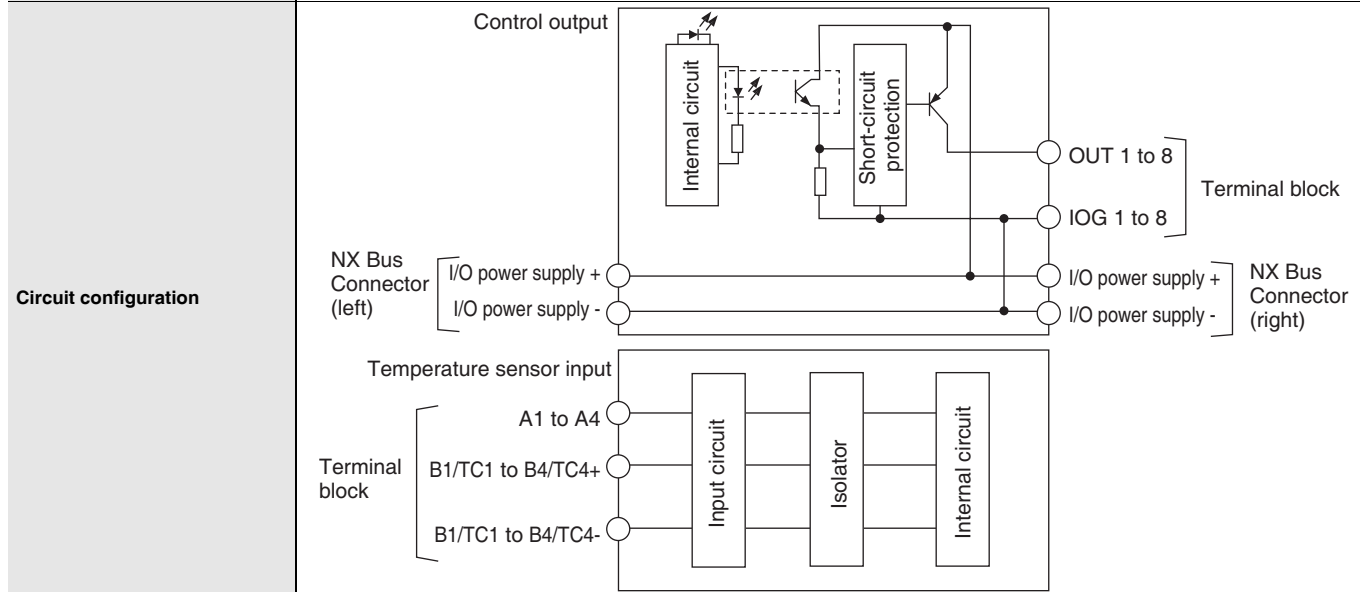 Circuit configuration
Control output
Internal circuit
Short-circuit
protection
OUT 1 to 8
IOG 1 to 8
Terminal block
NX Bus
Connector
(left)
I/O power supply +
I/O power supply -
I/O power supply +
I/O power supply -
NX Bus
Connector
(right)
Temperature sensor input
Terminal
block
A1 to A4
B1/TC1 to B4/TC4+
B1/TC1 to B4/TC4-
Input circuit
Isolator
Internal circuit